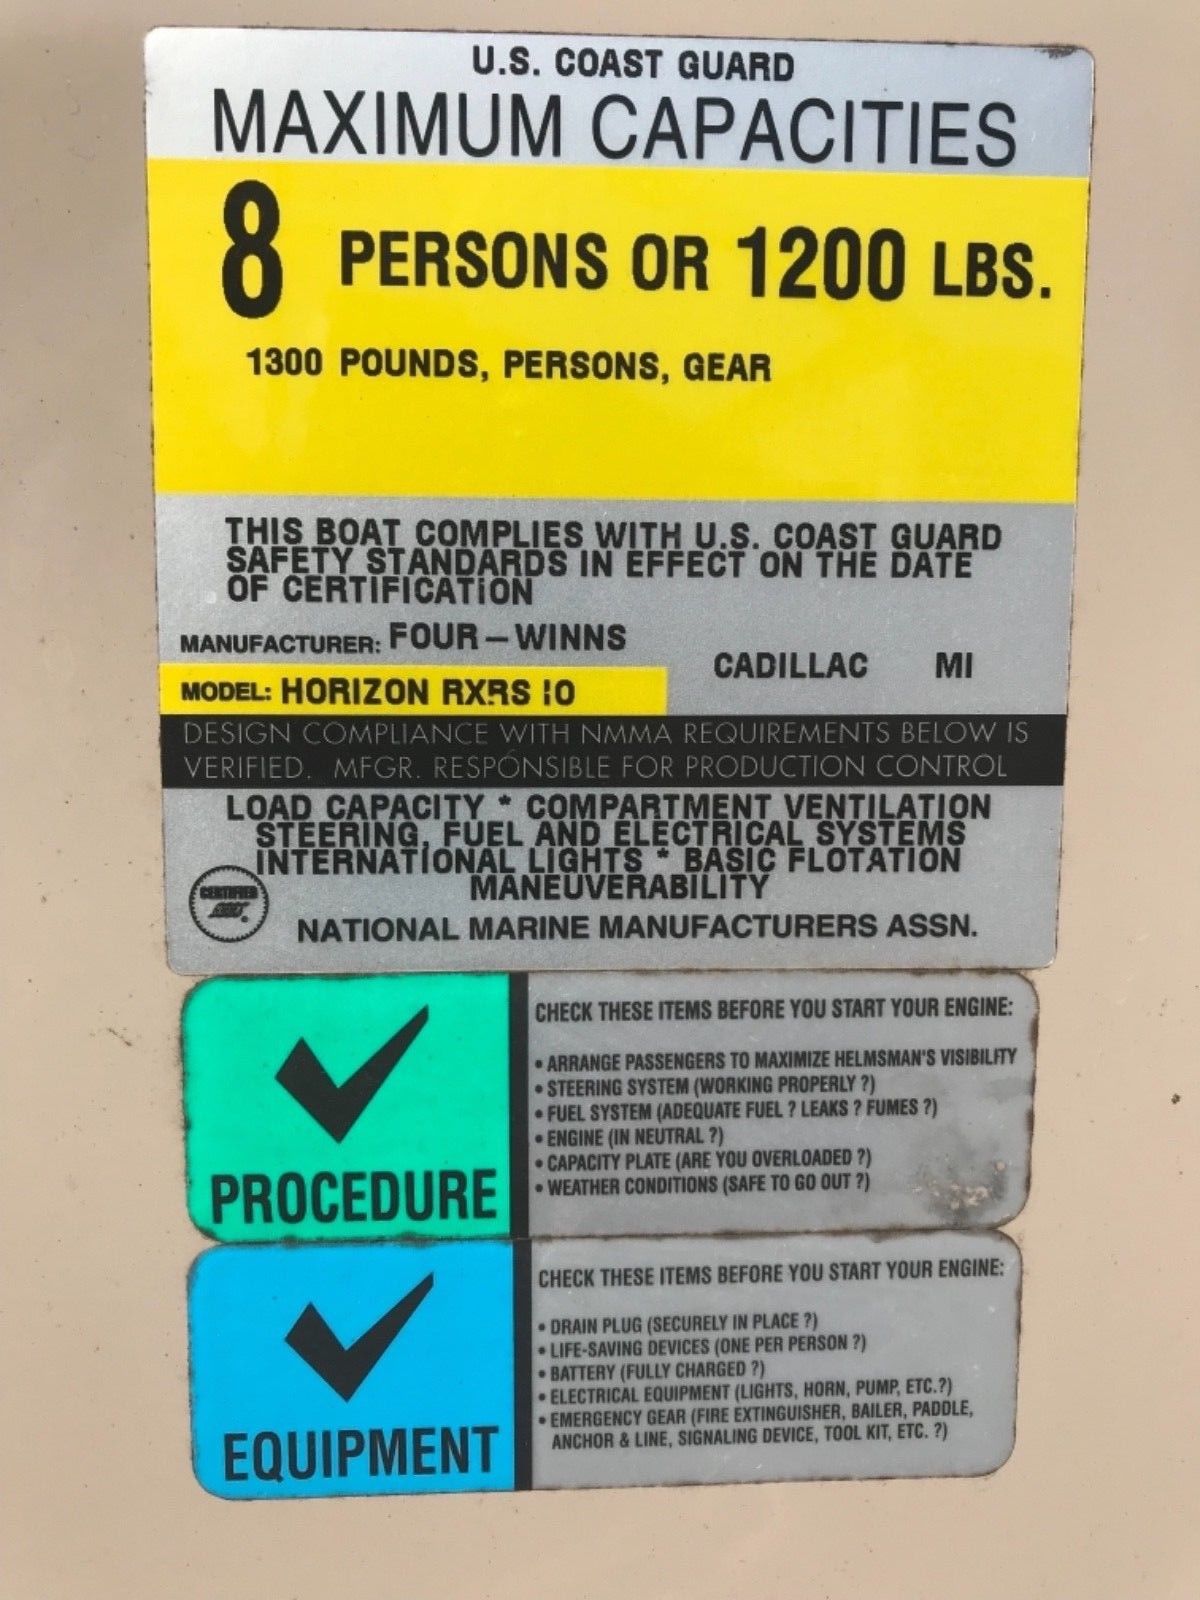 U.S. COAST GUARD
MAXIMUM CAPACITIES
8 PERSONS OR 1200 LBS.
1300 POUNDS, PERSONS, GEAR
THIS BOAT COMPLIES WITH U.S. COAST GUARD
SAFETY STANDARDS IN EFFECT ON THE DATE
OF CERTIFICATION
MANUFACTURER: FOUR-WINNS
CADILLAC MI
MODEL: HORIZON
DESIGN COMPLIANCE WITH NMMA REQUIREMENTS BELOW IS
VERIFIED. MFGR. RESPONSIBLE FOR PRODUCTION CONTROL
LOAD CAPACITY * COMPARTMENT VENTILATION
STEERING, FUEL AND ELECTRICAL SYSTEMS
INTERNATIONAL LIGHTS * BASIC FLOTATION
MANEUVERABILITY
CERTIFIED
NATIONAL MARINE MANUFACTURERS ASSN.
PROCEDURE
CHECK THESE ITEMS BEFORE YOU START YOUR ENGINE:
• ARRANGE PASSENGERS TO MAXIMIZE HELMSMAN'S VISIBILITY
• STEERING SYSTEM (WORKING PROPERLY ?)
• FUEL SYSTEM (ADEQUATE FUEL ? LEAKS ? FUMES ?)
• ENGINE (IN NEUTRAL ?)
• CAPACITY PLATE (ARE YOU OVERLOADED ?)
• WEATHER CONDITIONS (SAFE TO GO OUT ?)
EQUIPMENT
CHECK THESE ITEMS BEFORE YOU START YOUR ENGINE:
• DRAIN PLUG (SECURELY IN PLACE ?)
• LIFE-SAVING DEVICES (ONE PER PERSON ?)
• BATTERY (FULLY CHARGED ?)
• ELECTRICAL EQUIPMENT (LIGHTS, HORN, PUMP, ETC.?)
• EMERGENCY GEAR (FIRE EXTINGUISHER, BAILER, PADDLE,
ANCHOR & LINE, SIGNALING DEVICE, TOOL KIT, ETC. ?)